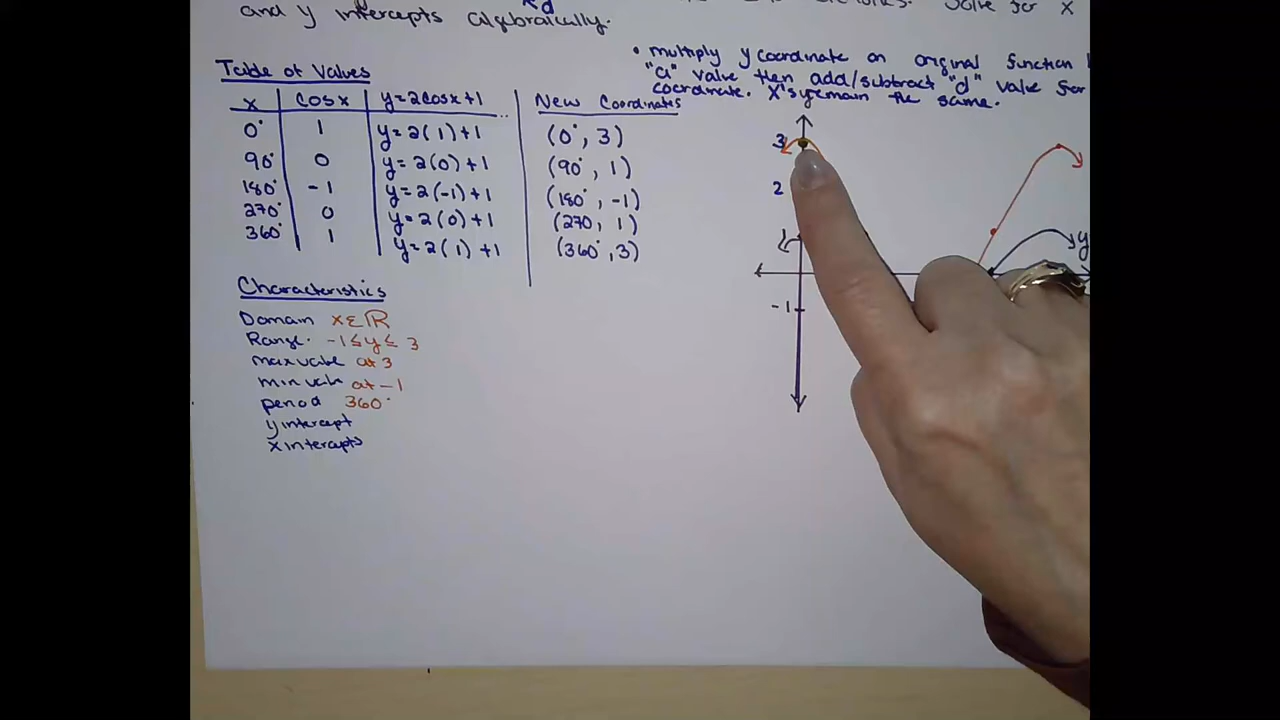 Solve for x
and y intercepts algebraically.
Table of Values
• multiply y coordinate on original function
"a" value then add/subtract "d" value for
coordinate. X's remain the same.
x cosx y=2cosx+1 New Coordinates
0° 1 y=2(1)+1 (0°, 3)
90° 0 y=2(0)+1 (90°, 1)
180° -1 y=2(-1)+1 (180°, -1)
270° 0 y=2(0)+1 (270, 1)
360° 1 y=2(1)+1 (360°, 3)
3
2
1
-1
y
Characteristics
Domain xεℝ
Range. -1≤y≤3
max value at 3
min value at -1
period 360°
y intercept
x intercepts